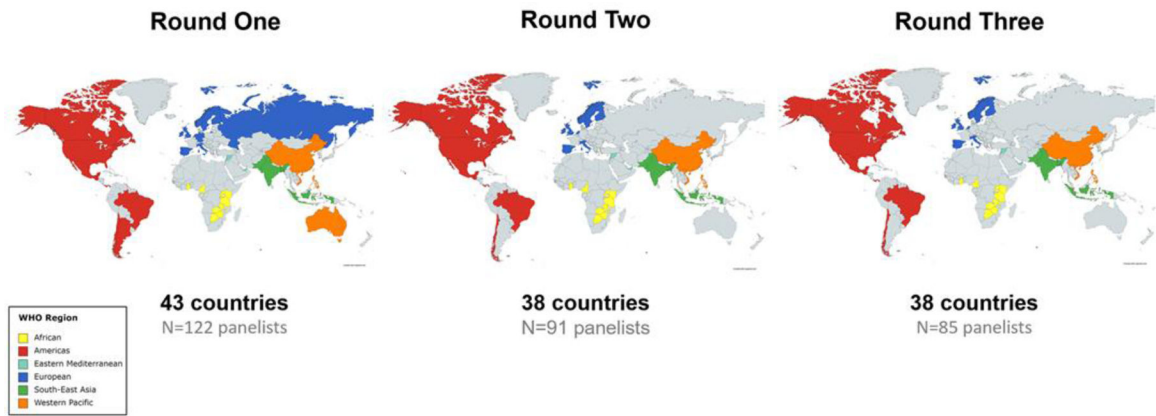 Round One
Round Two
Round Three
43 countries
N=122 panelists
38 countries
N=91 panelists
38 countries
N=85 panelists
WHO Region
African
Americas
Eastern Mediterranean
European
South-East Asia
Western Pacific